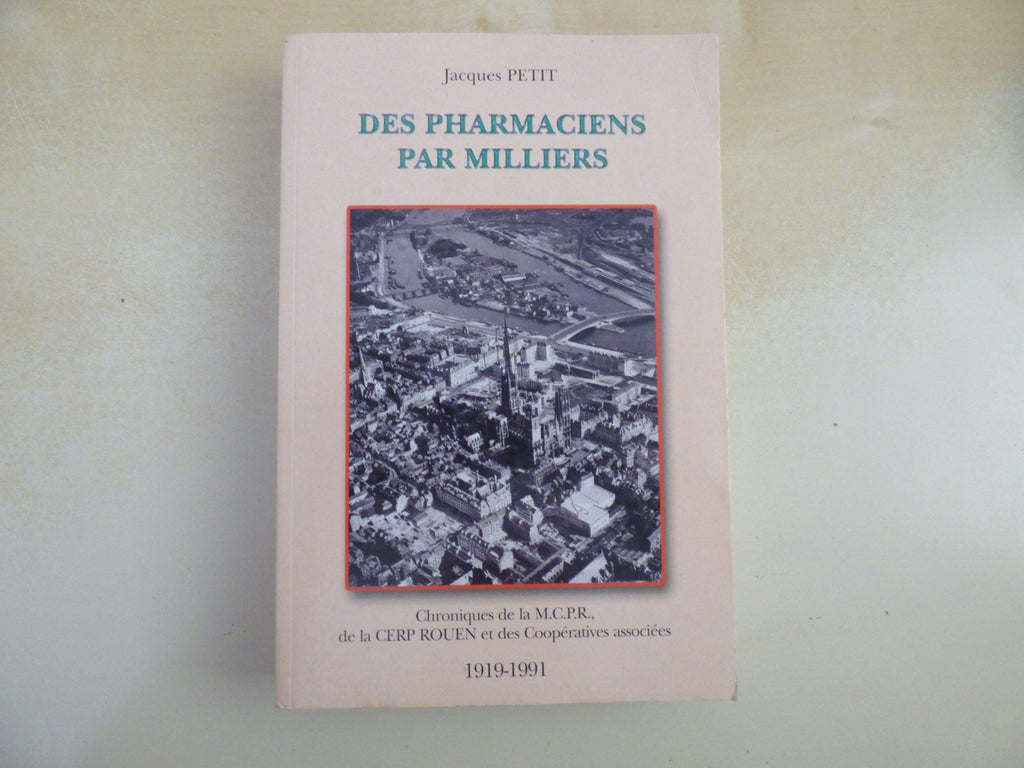 Jacques PETIT
DES PHARMACIENS
PAR MILLIERS
Chroniques de la M.C.P.R.,
de la CERP ROUEN et des Coopératives associées
1919-1991